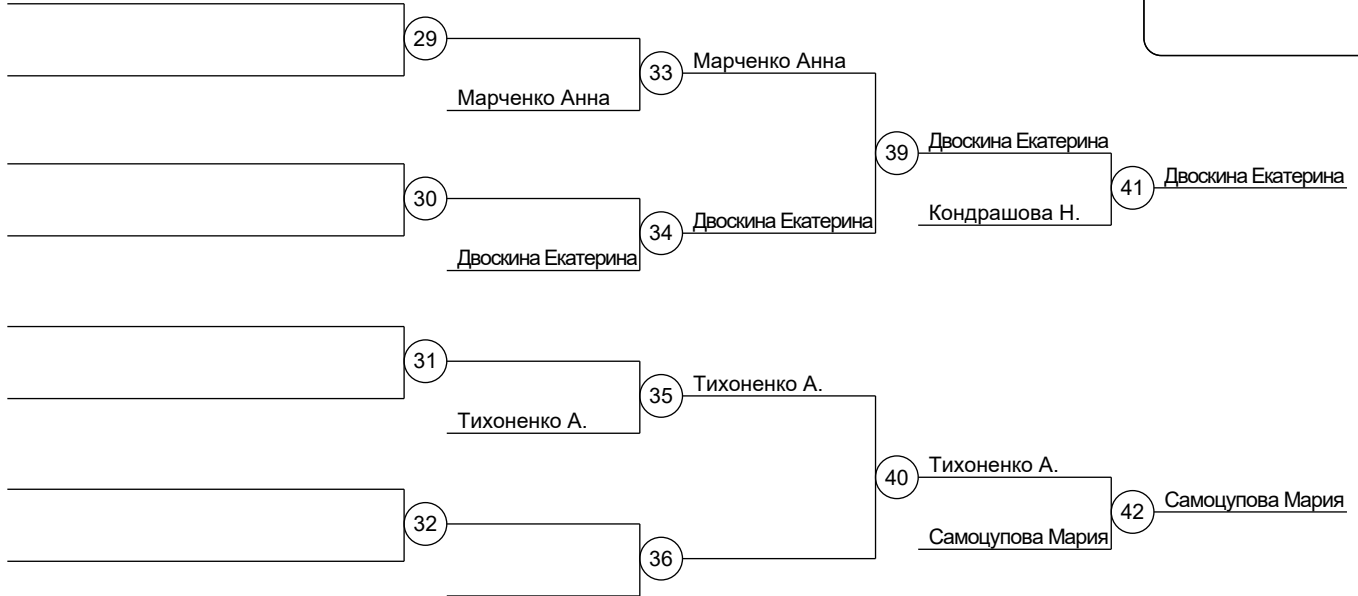 29
33
Марченко Анна
Марченко Анна
39
Двоскина Екатерина
41
Двоскина Екатерина
30
34
Двоскина Екатерина
Кондрашова Н.
Двоскина Екатерина
31
35
Тихоненко А.
Тихоненко А.
40
Тихоненко А.
42
Самоцупова Мария
32
Самоцупова Мария
36